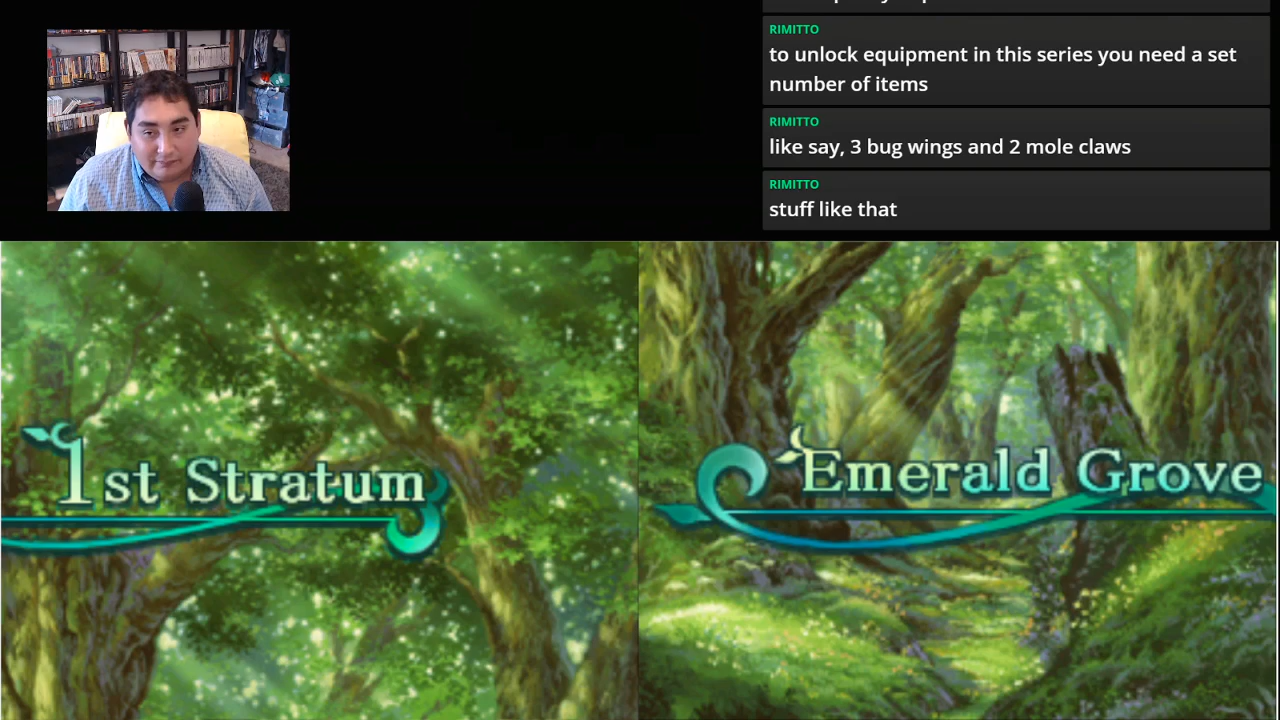 RIMITTO
to unlock equipment in this series you need a set
number of items
RIMITTO
like say, 3 bug wings and 2 mole claws
RIMITTO
stuff like that
1st Stratum
Emerald Grove